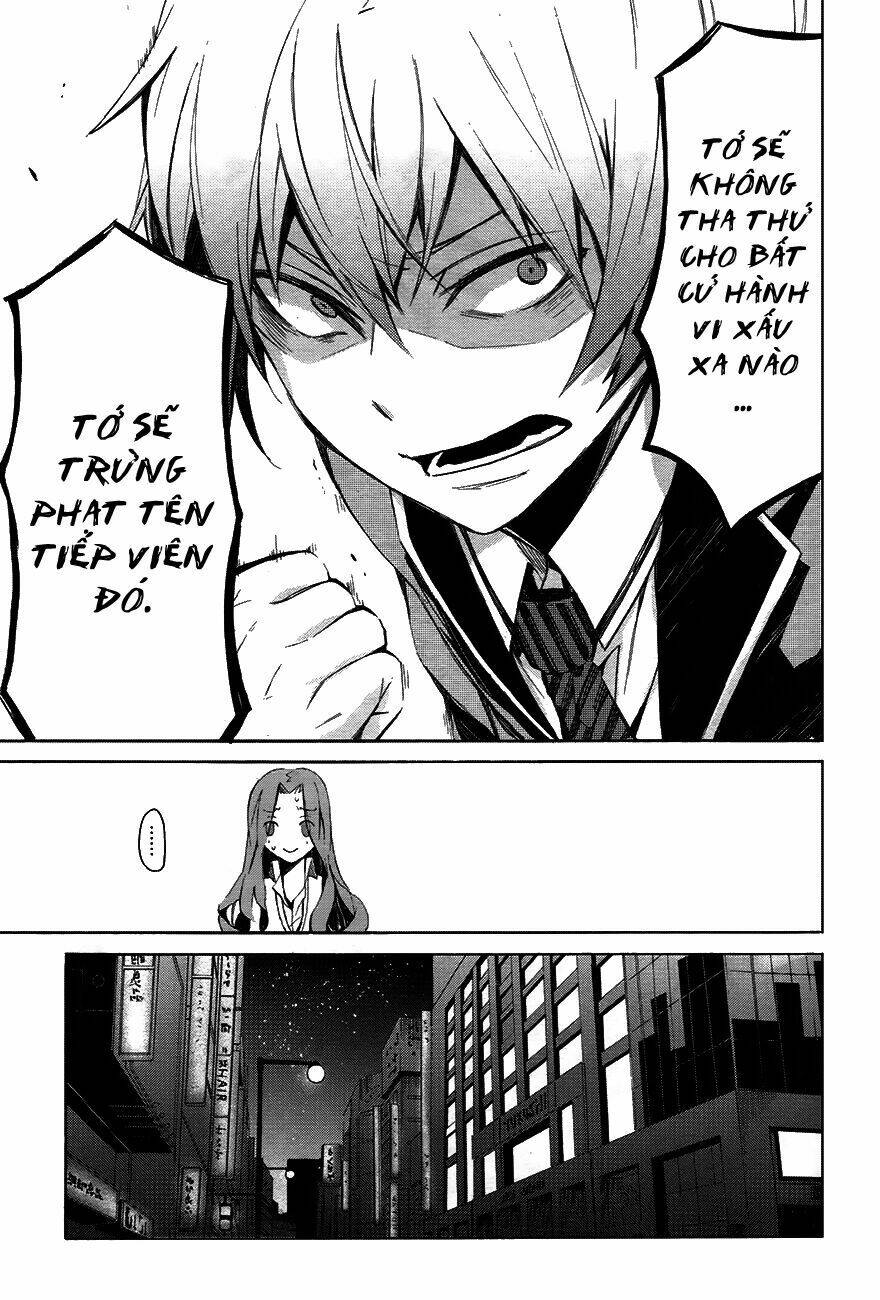 TỚ SẼ
KHÔNG
THA THỨ
CHO BẤT
CỨ HÀNH
VI XẤU
XA NÀO
...
TỚ SẼ
TRỪNG
PHẠT TÊN
TIẾP VIÊN
ĐÓ.
.......
HAIR